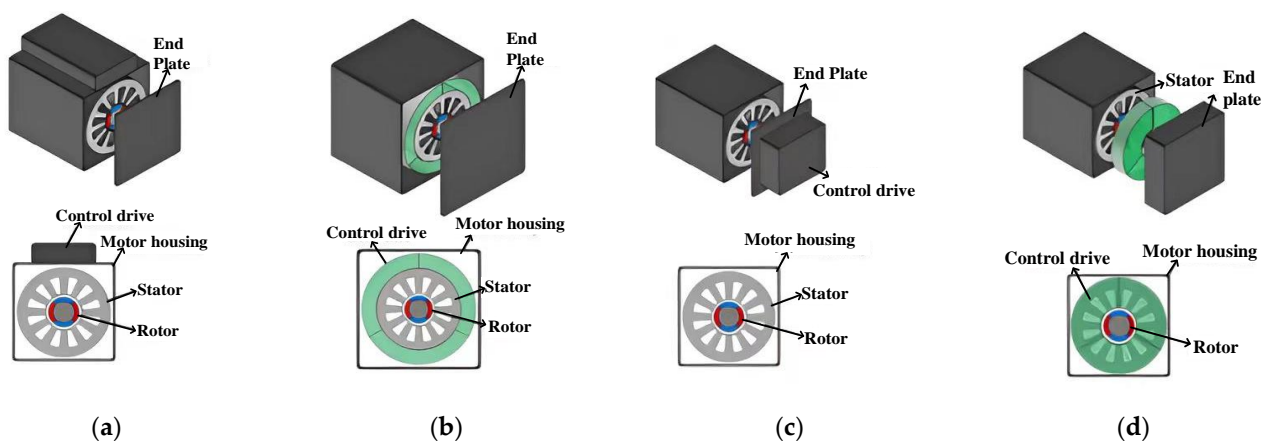 End
Plate
End
Plate
End Plate
Control drive
Stator
End
plate
Control drive
Motor housing
Stator
Rotor
Control drive
Motor housing
Stator
Rotor
Motor housing
Stator
Rotor
Control drive
Motor housing
Rotor
(a)
(b)
(c)
(d)